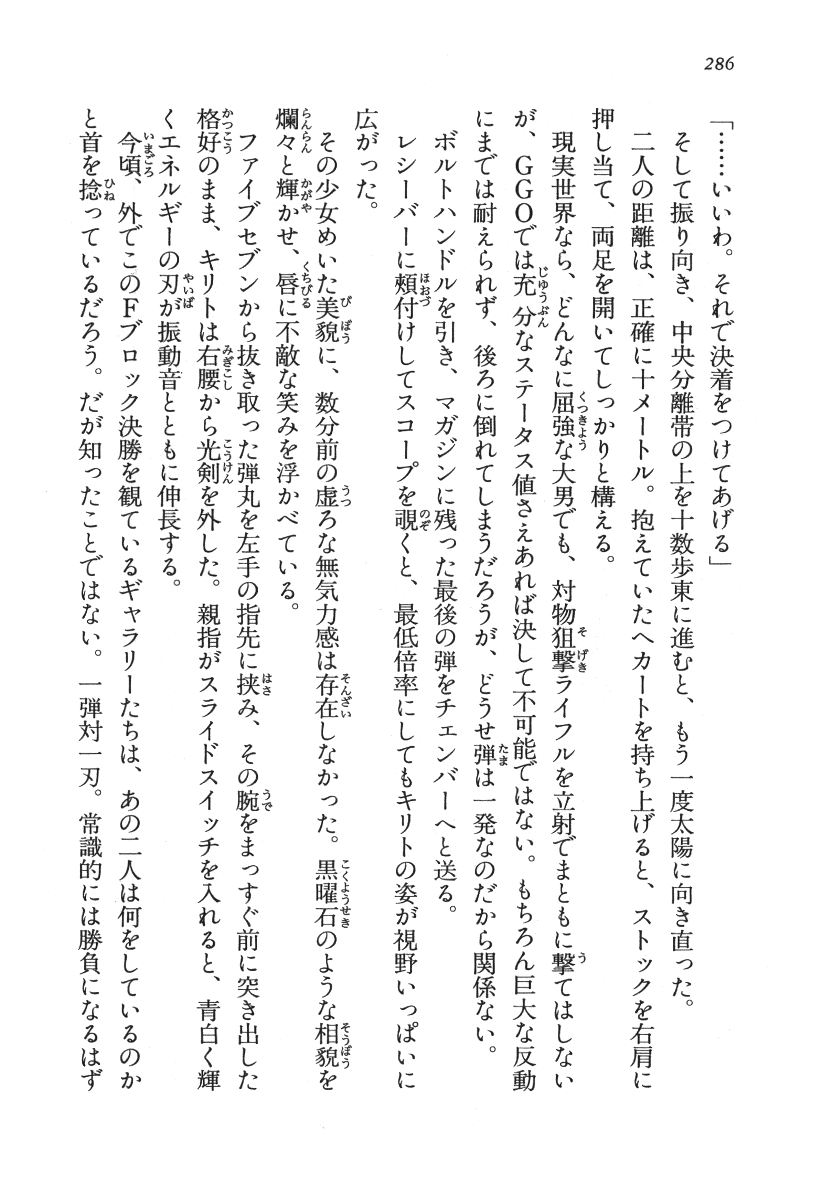 286
「……いいわ。それで決着をつけてあげる」
そして振り向き、中央分離帯の上を十数歩東に進むと、もう一度太陽に向き直った。
二人の距離は、正確に十メートル。抱えていたヘカートを持ち上げると、ストックを右肩に
押し当て、両足を開いてしっかりと構える。
現実世界なら、どんなに屈強な大男でも、対物狙撃ライフルを立射でまともに撃てはしない
が、GGOでは充分なステータス値さえあれば決して不可能ではない。もちろん巨大な反動
にまでは耐えられず、後ろに倒れてしまうだろうが、どうせ弾は一発なのだから関係ない。
ボルトハンドルを引き、マガジンに残った最後の弾をチェンバーへと送る。
レシーバーに頬付けしてスコープを覗くと、最低倍率にしてもキリトの姿が視野いっぱいに
広がった。
その少女めいた美貌に、数分前の虚ろな無気力感は存在しなかった。黒曜石のような相貌を
爛々と輝かせ、唇に不敵な笑みを浮かべている。
ファイブセブンから抜き取った弾丸を左手の指先に挟み、その腕をまっすぐ前に突き出した
格好のまま、キリトは右腰から光剣を外した。親指がスライドスイッチを入れると、青白く輝
くエネルギーの刃が振動音とともに伸長する。
今頃、外でこのFブロック決勝を観ているギャラリーたちは、あの二人は何をしているのか
と首を捻っているだろう。だが知ったことではない。一弾対一刃。常識的には勝負になるはず